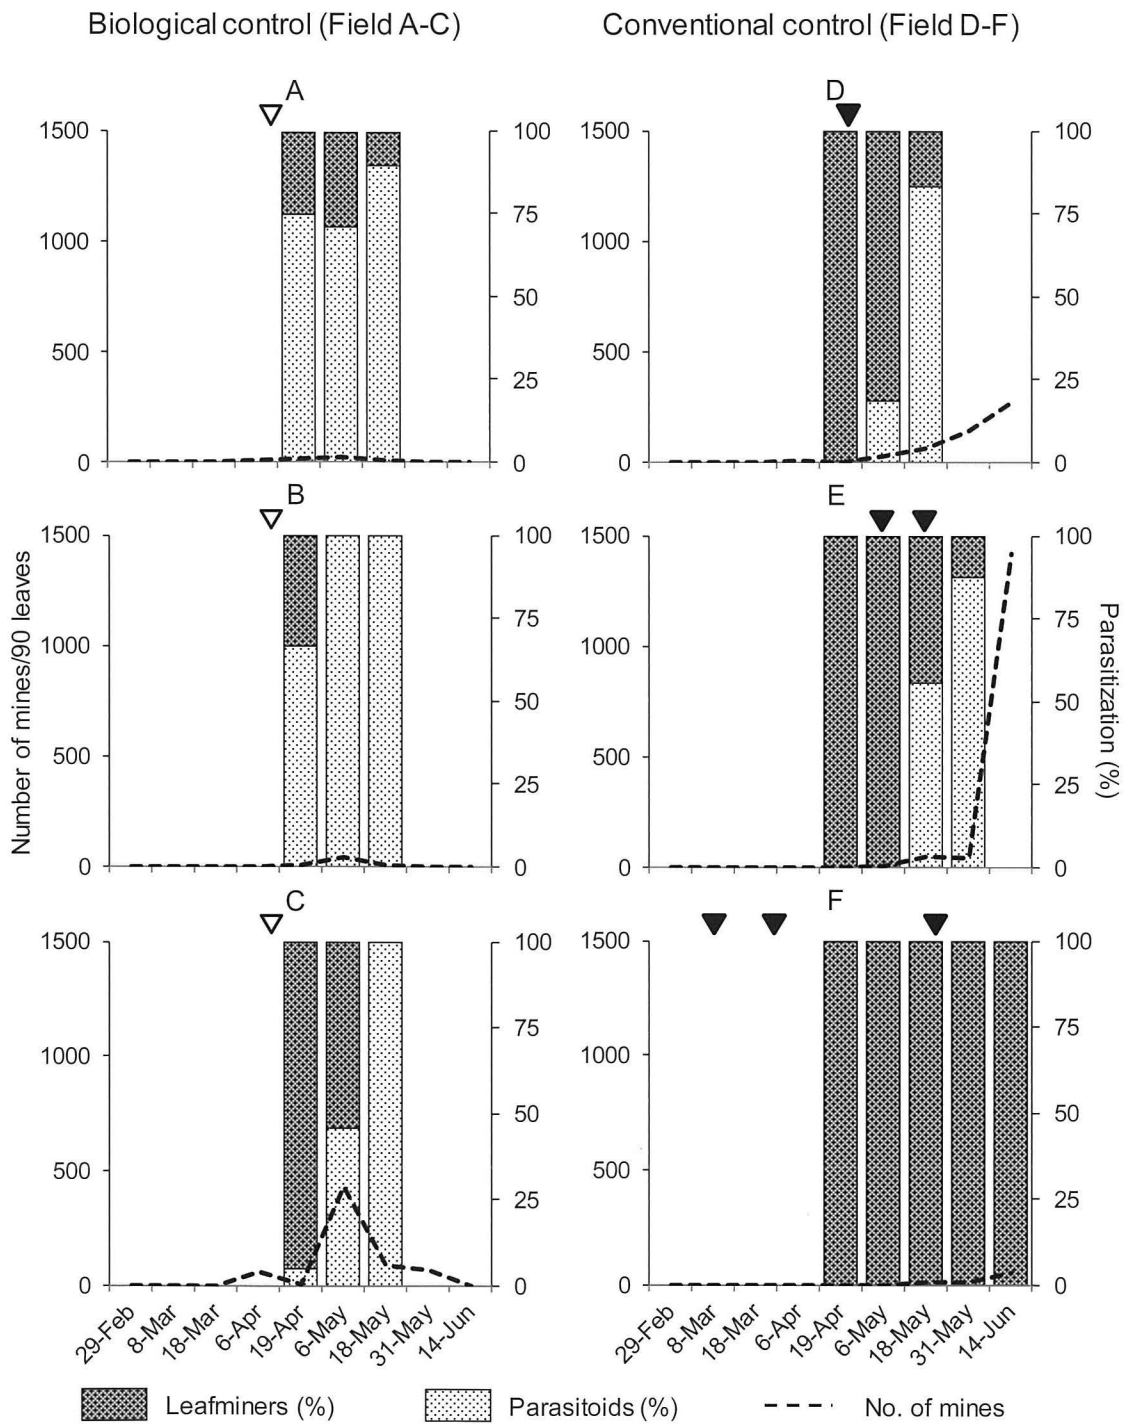 Biological control (Field A-C)
Conventional control (Field D-F)
A
1500
1000
500
0
100
75
50
25
0
D
1500
1000
500
0
100
75
50
25
0
B
1500
1000
500
0
100
75
50
25
0
E
1500
1000
500
0
100
75
50
25
0
Number of mines/90 leaves
Parasitization (%)
C
1500
1000
500
0
100
75
50
25
0
F
1500
1000
500
0
100
75
50
25
0
29-Feb
8-Mar
18-Mar
6-Apr
19-Apr
6-May
18-May
31-May
14-Jun
29-Feb
8-Mar
18-Mar
6-Apr
19-Apr
6-May
18-May
31-May
14-Jun
Leafminers (%)
Parasitoids (%)
No. of mines